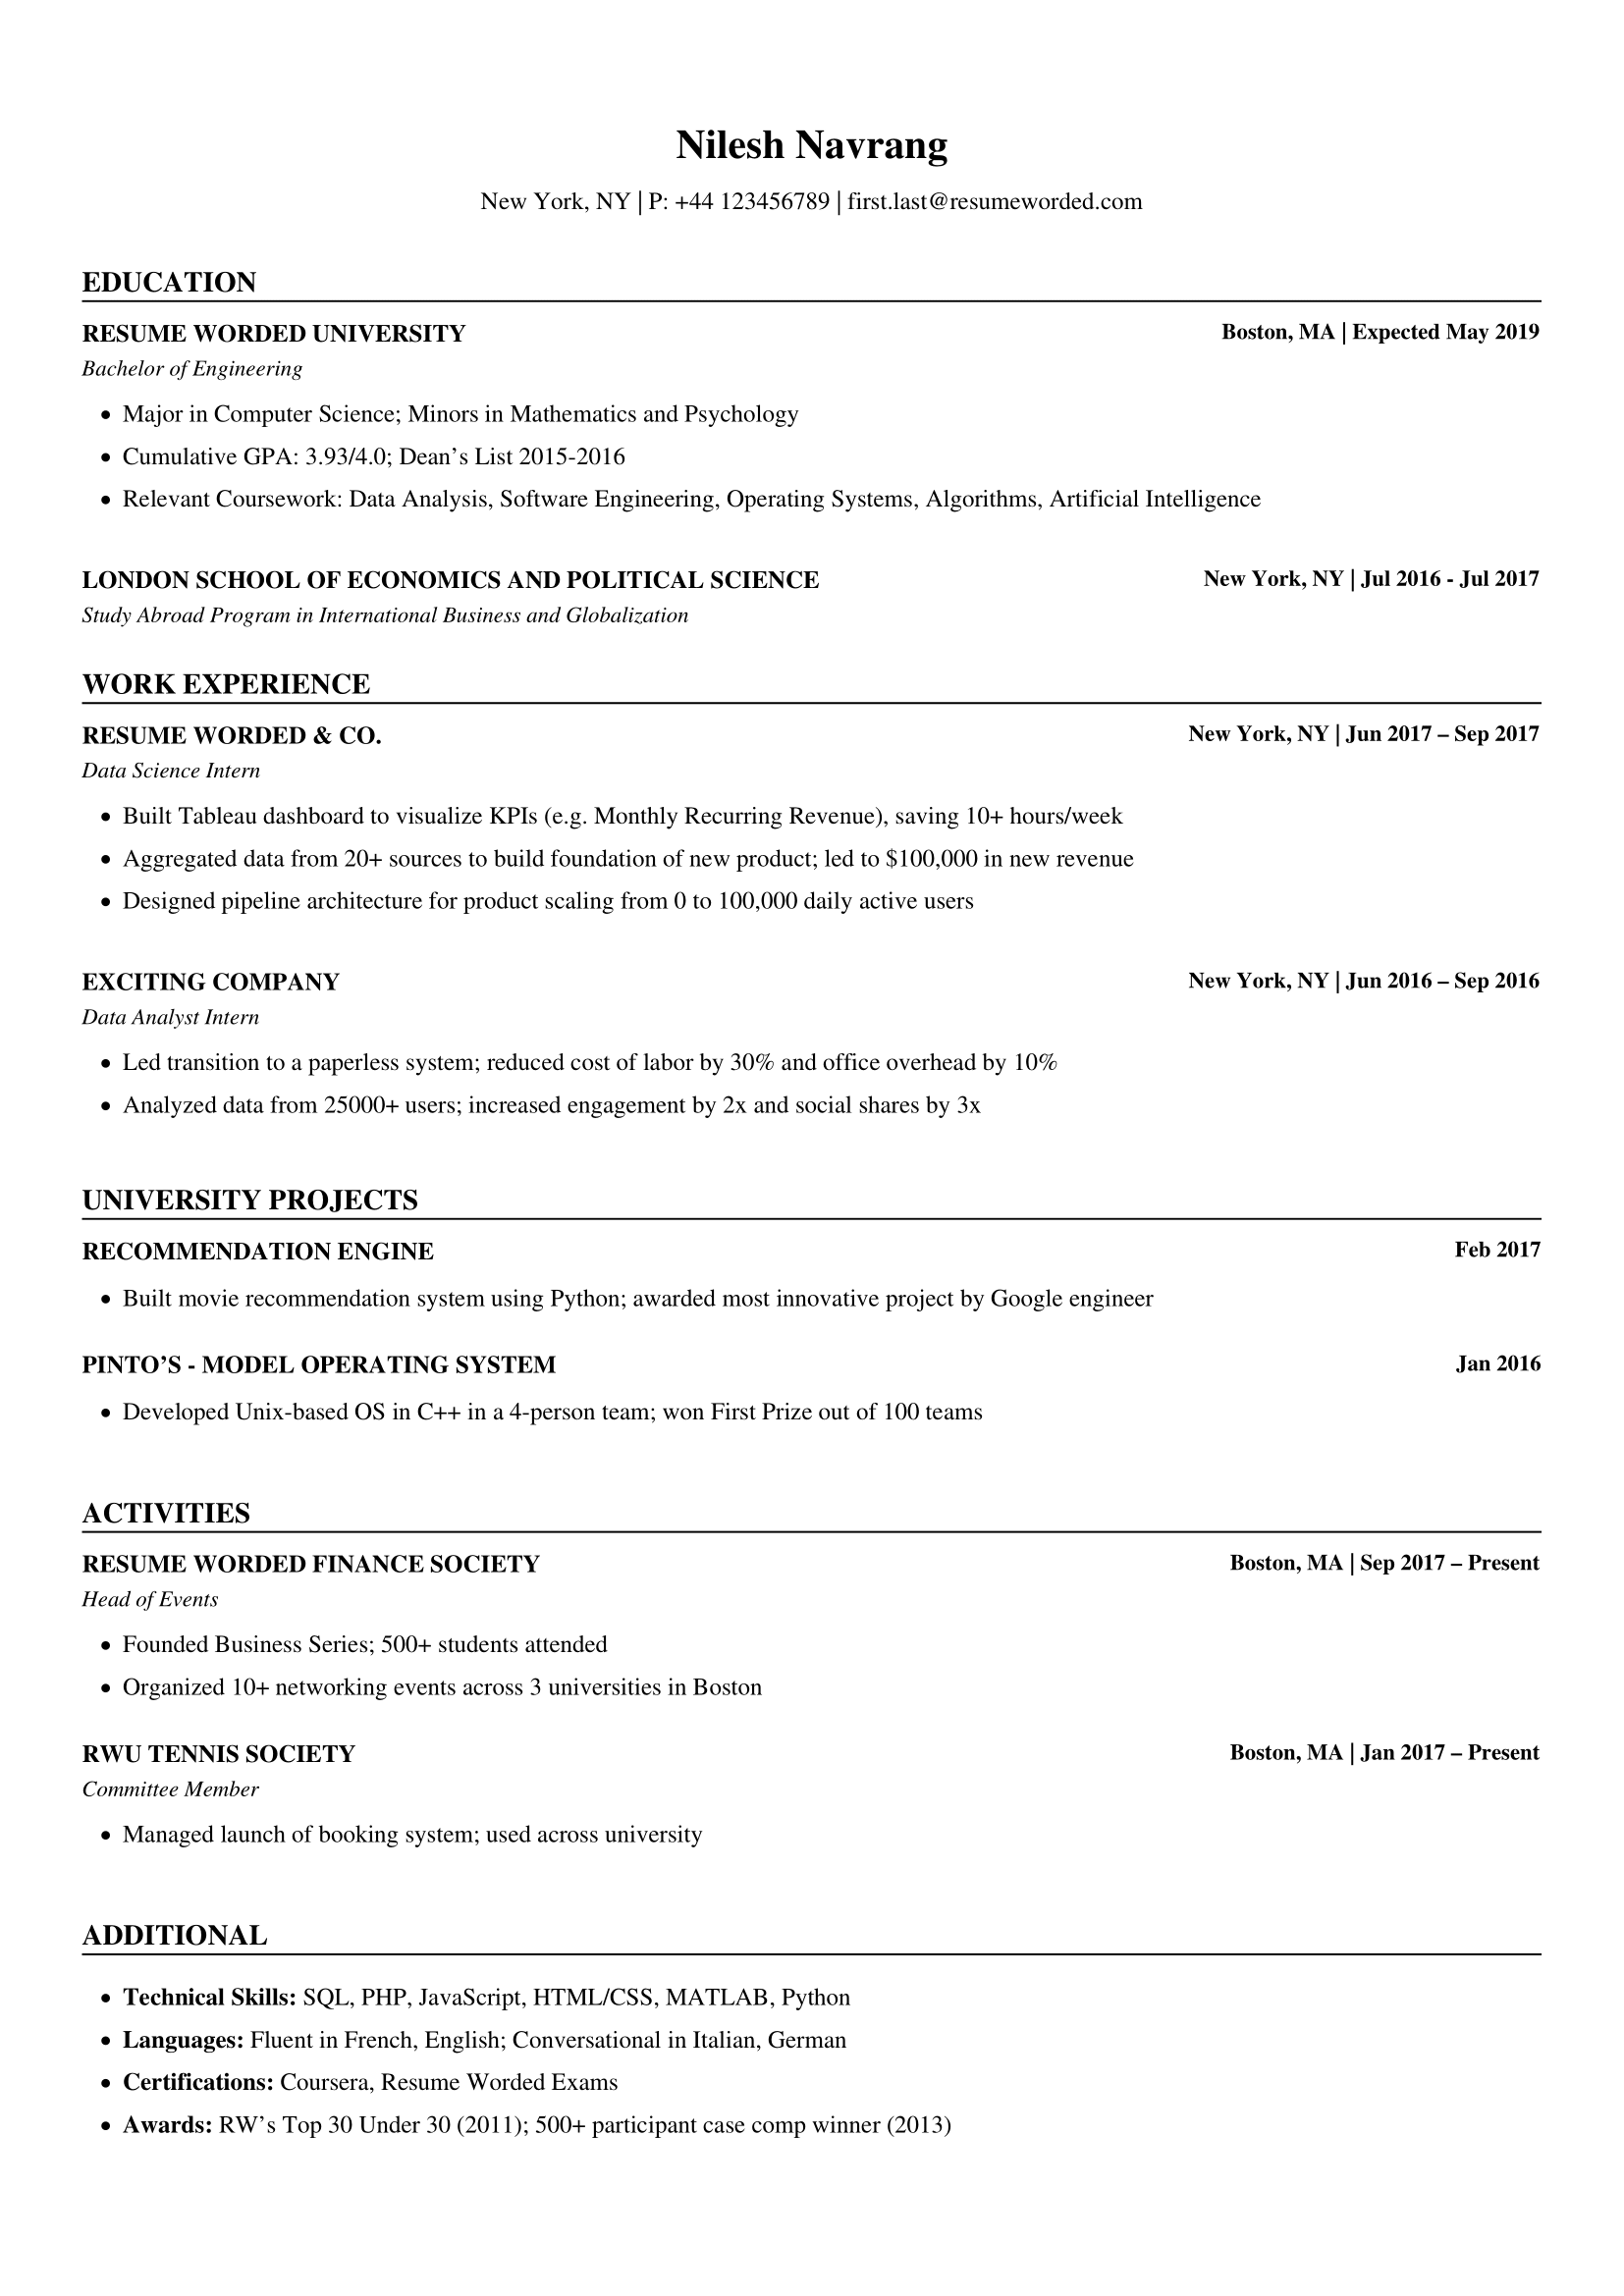 Nilesh Navrang
New York, NY | P: +44 123456789 | first.last@resumeworded.com
EDUCATION
RESUME WORDED UNIVERSITY Boston, MA | Expected May 2019
Bachelor of Engineering
• Major in Computer Science; Minors in Mathematics and Psychology
• Cumulative GPA: 3.93/4.0; Dean’s List 2015-2016
• Relevant Coursework: Data Analysis, Software Engineering, Operating Systems, Algorithms, Artificial Intelligence
LONDON SCHOOL OF ECONOMICS AND POLITICAL SCIENCE New York, NY | Jul 2016 - Jul 2017
Study Abroad Program in International Business and Globalization
WORK EXPERIENCE
RESUME WORDED & CO. New York, NY | Jun 2017 – Sep 2017
Data Science Intern
• Built Tableau dashboard to visualize KPIs (e.g. Monthly Recurring Revenue), saving 10+ hours/week
• Aggregated data from 20+ sources to build foundation of new product; led to $100,000 in new revenue
• Designed pipeline architecture for product scaling from 0 to 100,000 daily active users
EXCITING COMPANY New York, NY | Jun 2016 – Sep 2016
Data Analyst Intern
• Led transition to a paperless system; reduced cost of labor by 30% and office overhead by 10%
• Analyzed data from 25000+ users; increased engagement by 2x and social shares by 3x
UNIVERSITY PROJECTS
RECOMMENDATION ENGINE Feb 2017
• Built movie recommendation system using Python; awarded most innovative project by Google engineer
PINTO’S - MODEL OPERATING SYSTEM Jan 2016
• Developed Unix-based OS in C++ in a 4-person team; won First Prize out of 100 teams
ACTIVITIES
RESUME WORDED FINANCE SOCIETY Boston, MA | Sep 2017 – Present
Head of Events
• Founded Business Series; 500+ students attended
• Organized 10+ networking events across 3 universities in Boston
RWU TENNIS SOCIETY Boston, MA | Jan 2017 – Present
Committee Member
• Managed launch of booking system; used across university
ADDITIONAL
• Technical Skills: SQL, PHP, JavaScript, HTML/CSS, MATLAB, Python
• Languages: Fluent in French, English; Conversational in Italian, German
• Certifications: Coursera, Resume Worded Exams
• Awards: RW’s Top 30 Under 30 (2011); 500+ participant case comp winner (2013)